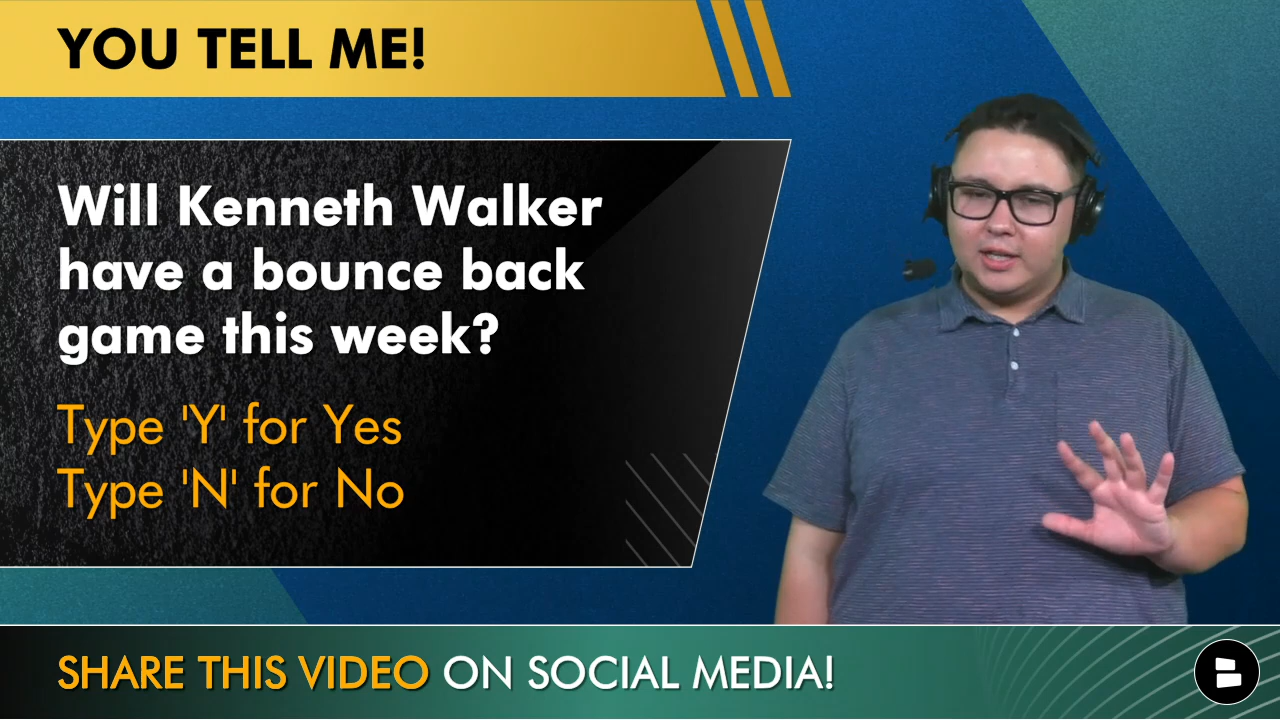 YOU TELL ME!
Will Kenneth Walker
have a bounce back
game this week?
Type 'Y' for Yes
Type 'N' for No
SHARE THIS VIDEO ON SOCIAL MEDIA!